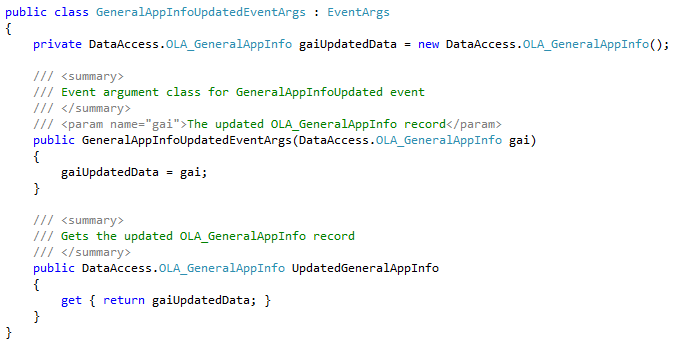 public class GeneralAppInfoUpdatedEventArgs : EventArgs
{
    private DataAccess.OLA_GeneralAppInfo gaiUpdatedData = new DataAccess.OLA_GeneralAppInfo();

    /// <summary>
    /// Event argument class for GeneralAppInfoUpdated event
    /// </summary>
    /// <param name="gai">The updated OLA_GeneralAppInfo record</param>
    public GeneralAppInfoUpdatedEventArgs(DataAccess.OLA_GeneralAppInfo gai)
    {
        gaiUpdatedData = gai;
    }

    /// <summary>
    /// Gets the updated OLA_GeneralAppInfo record
    /// </summary>
    public DataAccess.OLA_GeneralAppInfo UpdatedGeneralAppInfo
    {
        get { return gaiUpdatedData; }
    }
}